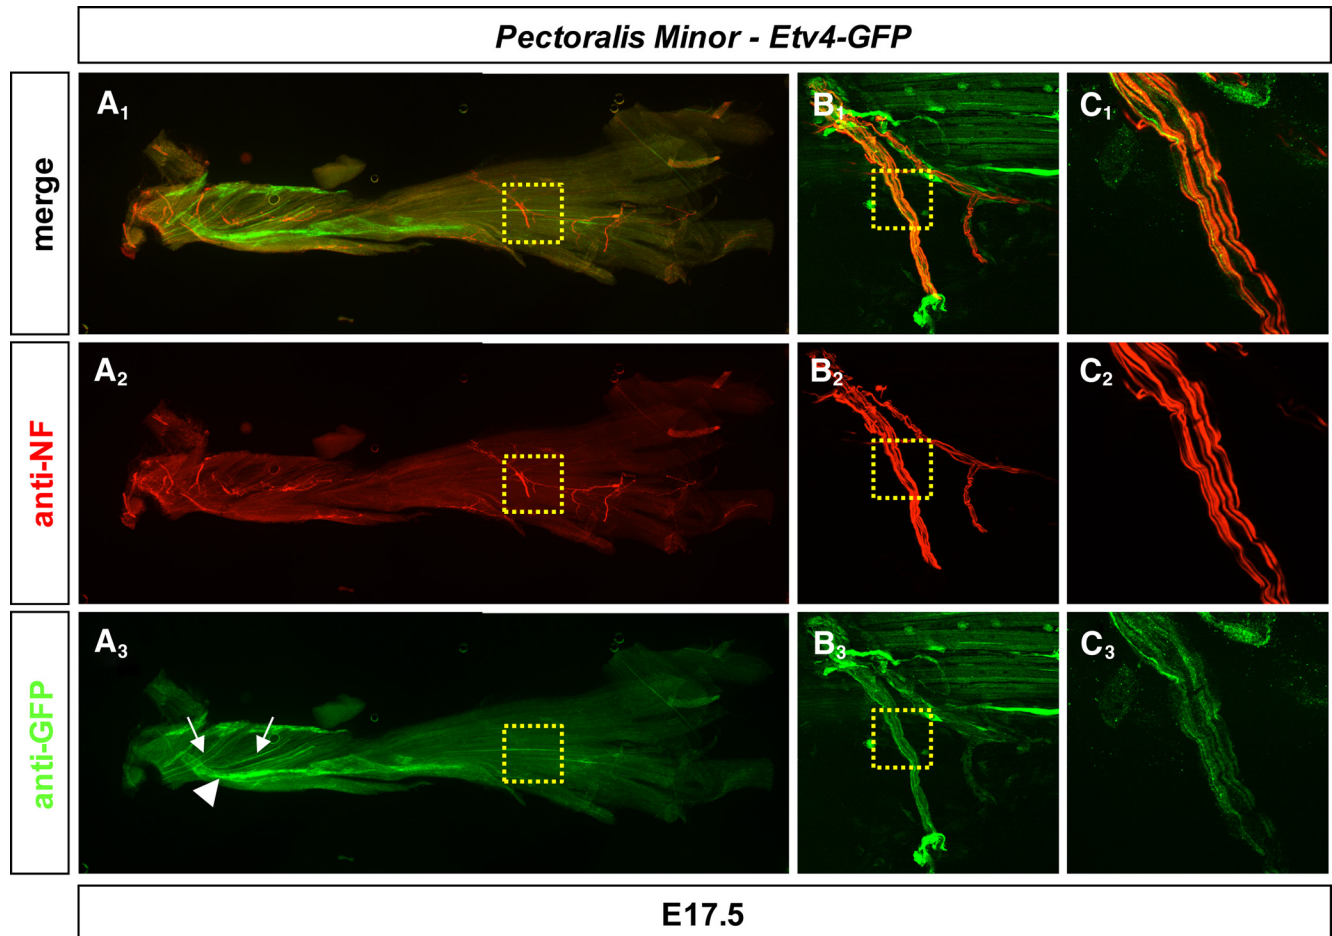 Pectoralis Minor - Etv4-GFP
merge
A1
B1
C1
anti-NF
A2
B2
C2
anti-GFP
A3
B3
C3
E17.5